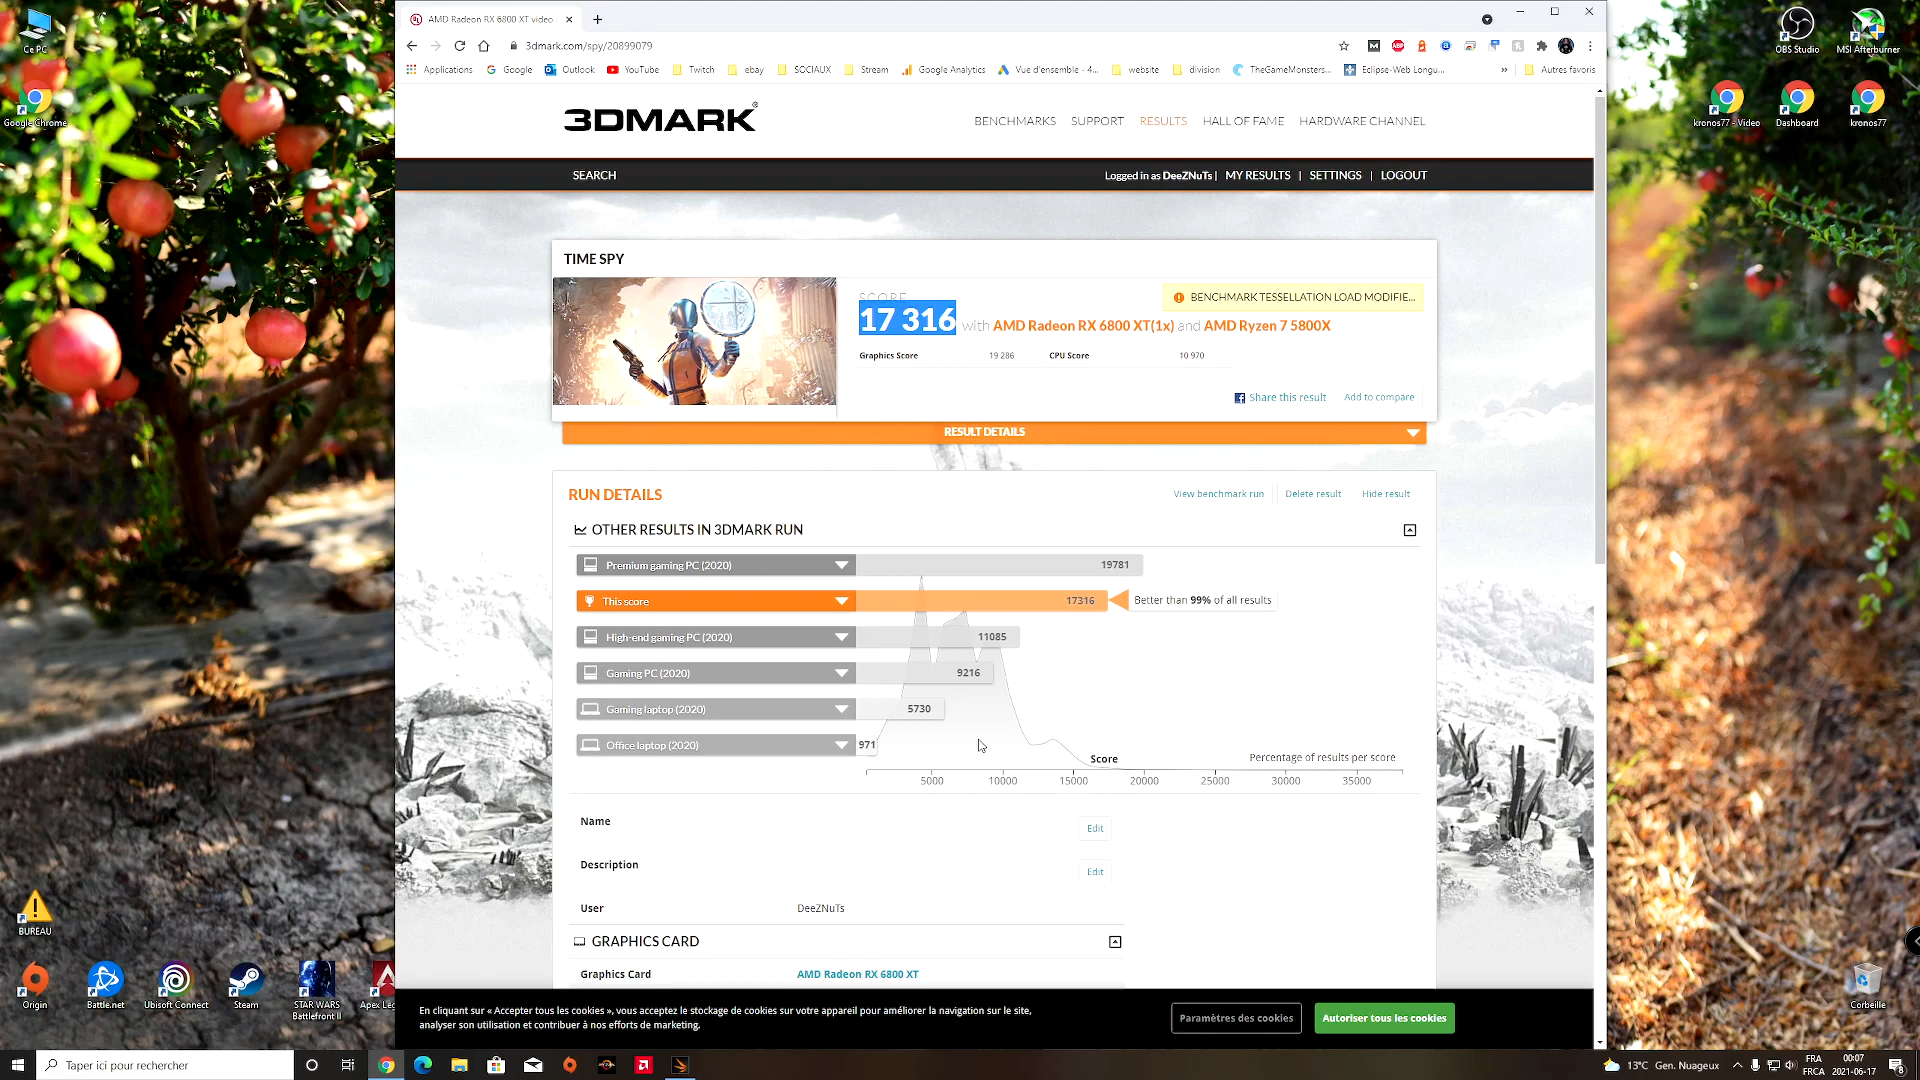 Ce PC
Google Chrome
AMD Radeon RX 6800 XT video
3dmark.com/spy/20899079
Applications
Google
Outlook
YouTube
Twitch
ebay
SOCIAUX
Stream
Google Analytics
Vue d'ensemble - 4...
website
division
TheGameMonsters...
Eclipse-Web Longu...
»
Autres favoris
OBS Studio
MSI Afterburner
kronos77 - Video
Dashboard
kronos77
3DMARK®
BENCHMARKS
SUPPORT
RESULTS
HALL OF FAME
HARDWARE CHANNEL
SEARCH
Logged in as DeeZNuTs |
MY RESULTS | SETTINGS | LOGOUT
TIME SPY
SCORE
BENCHMARK TESSELLATION LOAD MODIFIE...
17 316 with AMD Radeon RX 6800 XT(1x) and AMD Ryzen 7 5800X
Graphics Score 19 286 CPU Score 10 970
Share this result
Add to compare
RESULT DETAILS
RUN DETAILS
View benchmark run
Delete result
Hide result
OTHER RESULTS IN 3DMARK RUN
Premium gaming PC (2020) 19781
This score 17316 Better than 99% of all results
High-end gaming PC (2020) 11085
Gaming PC (2020) 9216
Gaming laptop (2020) 5730
Office laptop (2020) 971
Score
Percentage of results per score
5000 10000 15000 20000 25000 30000 35000
Name
Edit
Description
Edit
User DeeZNuTs
GRAPHICS CARD
Graphics Card AMD Radeon RX 6800 XT
BUREAU
Origin
Battle.net
Ubisoft Connect
Steam
STAR WARS
Battlefront II
Apex Leg
Corbeille
En cliquant sur « Accepter tous les cookies », vous acceptez le stockage de cookies sur votre appareil pour améliorer la navigation sur le site,
analyser son utilisation et contribuer à nos efforts de marketing.
Paramètres des cookies
Autoriser tous les cookies
Taper ici pour rechercher
13°C Gen. Nuageux
FRA
FRCA
00:07
2021-06-17
8